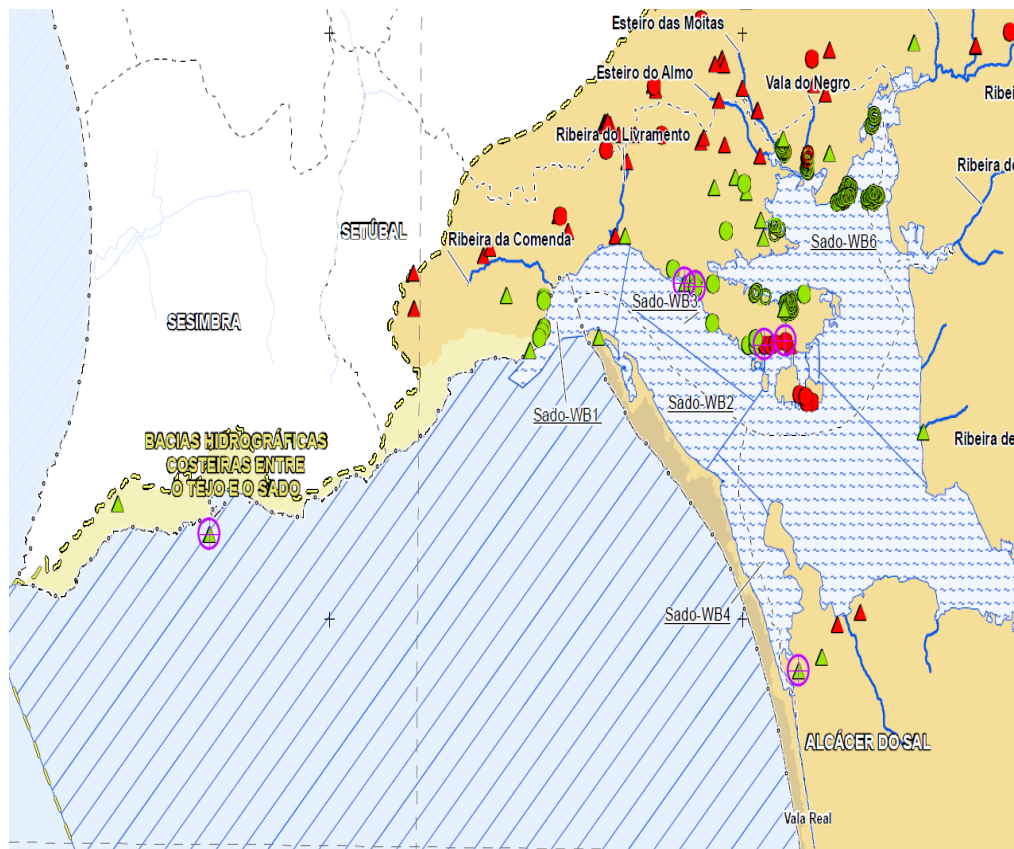 Esteiro das Moitas
Esteiro do Almo
Vala do Negro
Ribei
Ribeira do Livramento
Ribeira do
SETÚBAL
Ribeira da Comenda
Sado-WB6
Sado-WB3
SESIMBRA
Sado-WB2
Sado-WB1
BACIAS HIDROGRÁFICAS
COSTEIRAS ENTRE
O TEJO E O SADO
Ribeira de
Sado-WB4
ALCÁCER DO SAL
Vala Real